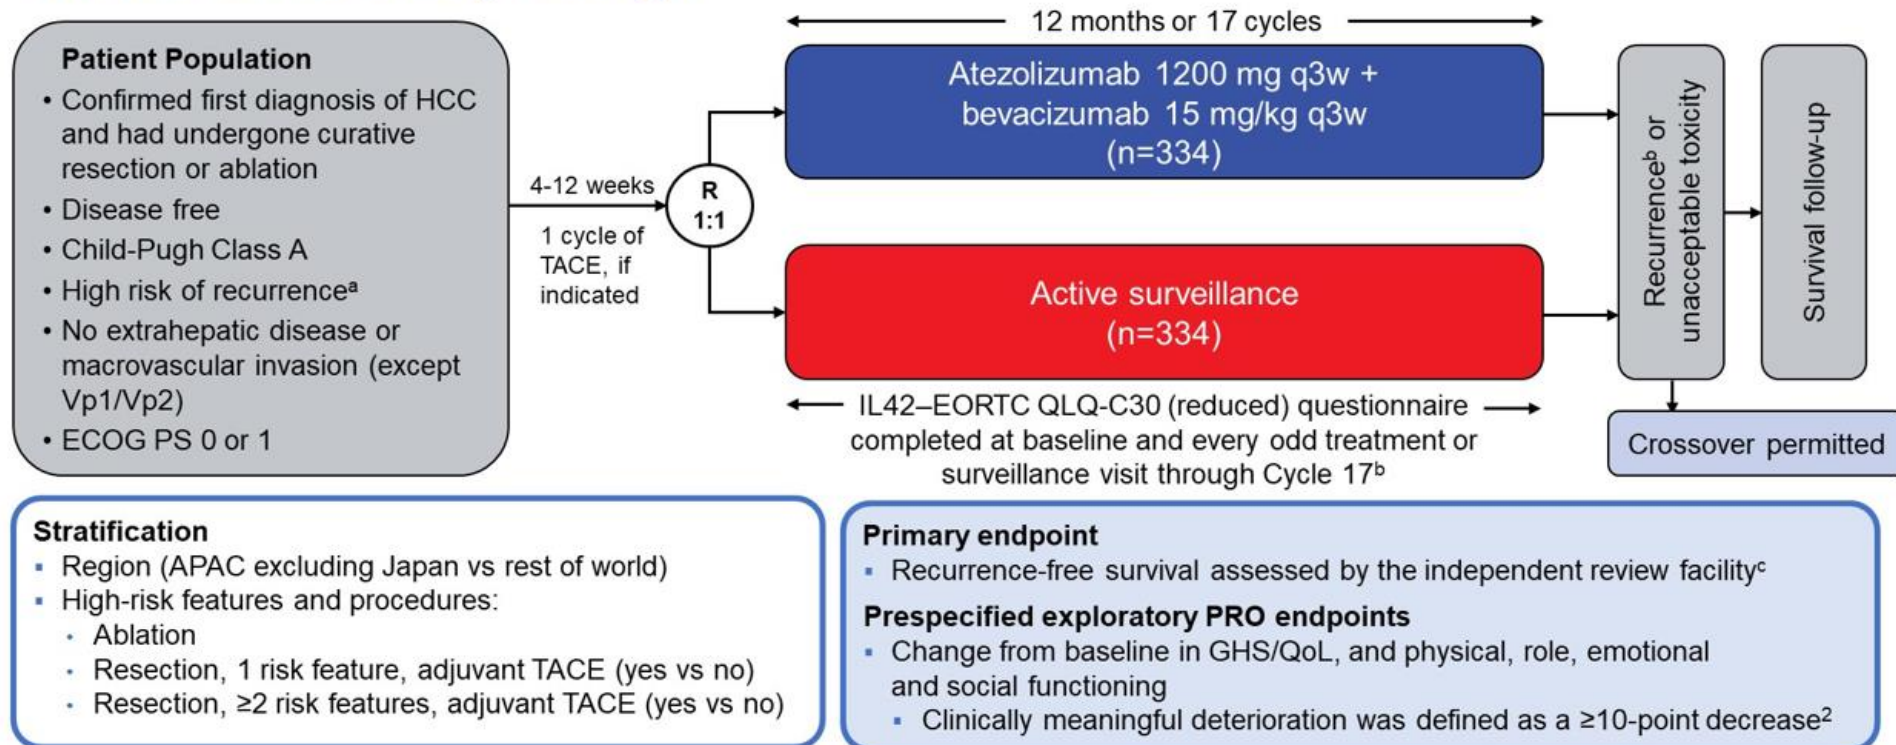 Patient Population
• Confirmed first diagnosis of HCC
and had undergone curative
resection or ablation
• Disease free
• Child-Pugh Class A
• High risk of recurrenceᵃ
• No extrahepatic disease or
macrovascular invasion (except
Vp1/Vp2)
• ECOG PS 0 or 1
4-12 weeks
1 cycle of
TACE, if
indicated
R
1:1
12 months or 17 cycles
Atezolizumab 1200 mg q3w +
bevacizumab 15 mg/kg q3w
(n=334)
Active surveillance
(n=334)
IL42–EORTC QLQ-C30 (reduced) questionnaire
completed at baseline and every odd treatment or
surveillance visit through Cycle 17ᵇ
Recurrenceᵇ or
unacceptable toxicity
Survival follow-up
Crossover permitted
Stratification
▪ Region (APAC excluding Japan vs rest of world)
▪ High-risk features and procedures:
• Ablation
• Resection, 1 risk feature, adjuvant TACE (yes vs no)
• Resection, ≥2 risk features, adjuvant TACE (yes vs no)
Primary endpoint
▪ Recurrence-free survival assessed by the independent review facilityᶜ
Prespecified exploratory PRO endpoints
▪ Change from baseline in GHS/QoL, and physical, role, emotional
and social functioning
▪ Clinically meaningful deterioration was defined as a ≥10-point decrease²